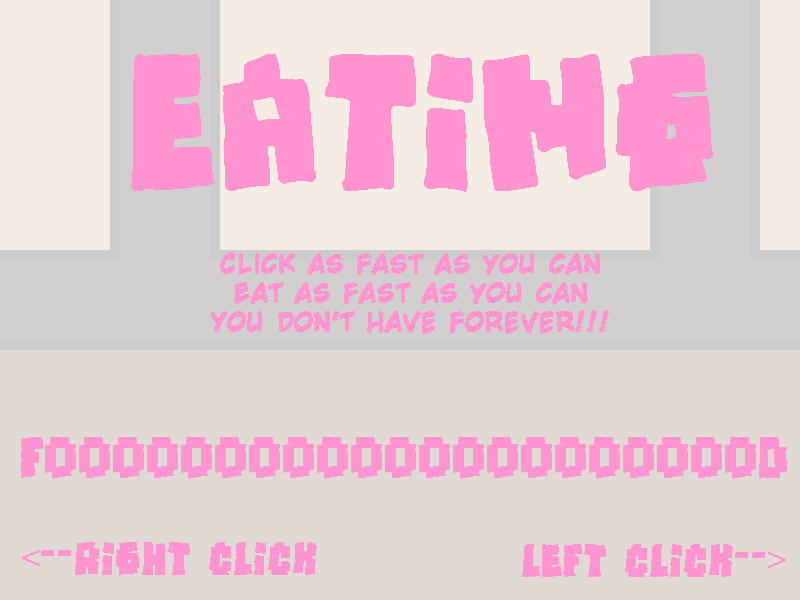 EATiNG
CLICK AS FAST AS YOU CAN
EAT AS FAST AS YOU CAN
YOU DON'T HAVE FOREVER!!!
FOOOOOOOOOOOOOOOOOOOOOD
<--RiGHT CLiCK
LEFT CLiCK-->